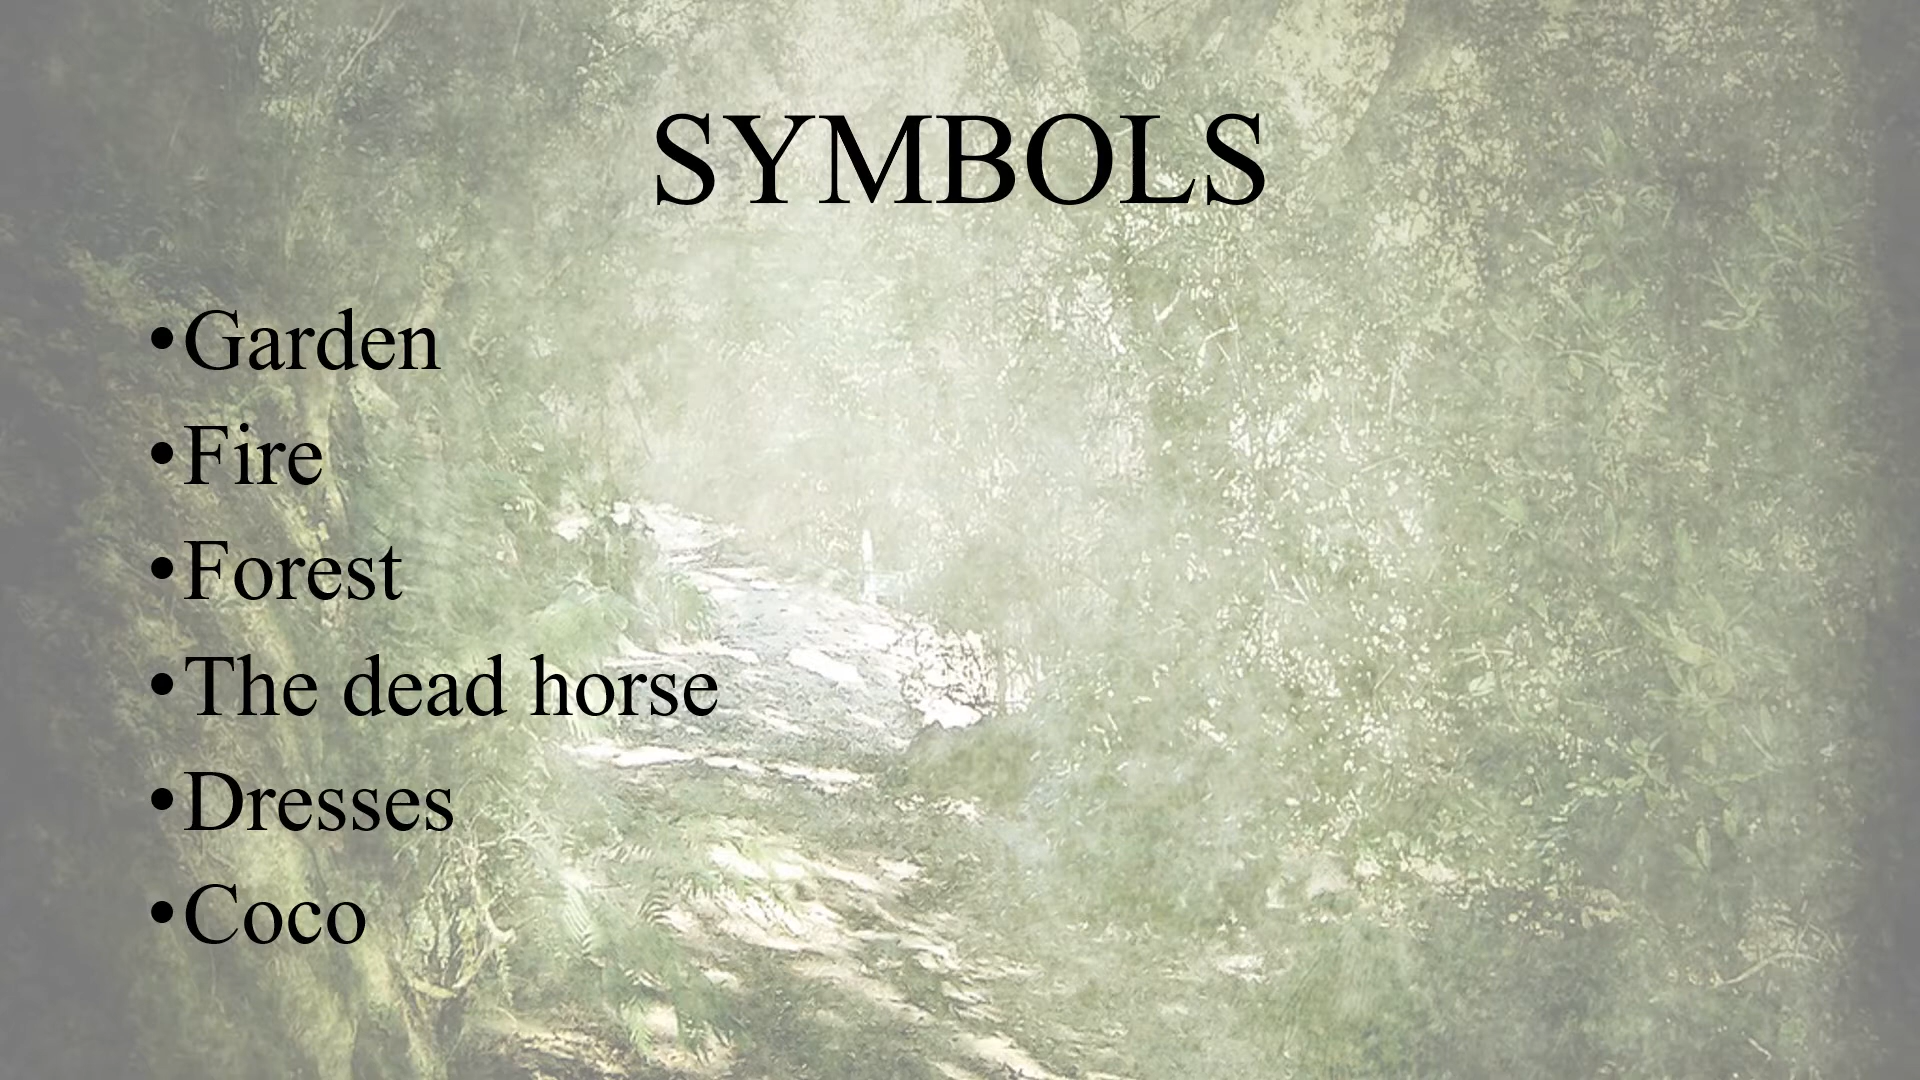 SYMBOLS
•Garden
•Fire
•Forest
•The dead horse
•Dresses
•Coco